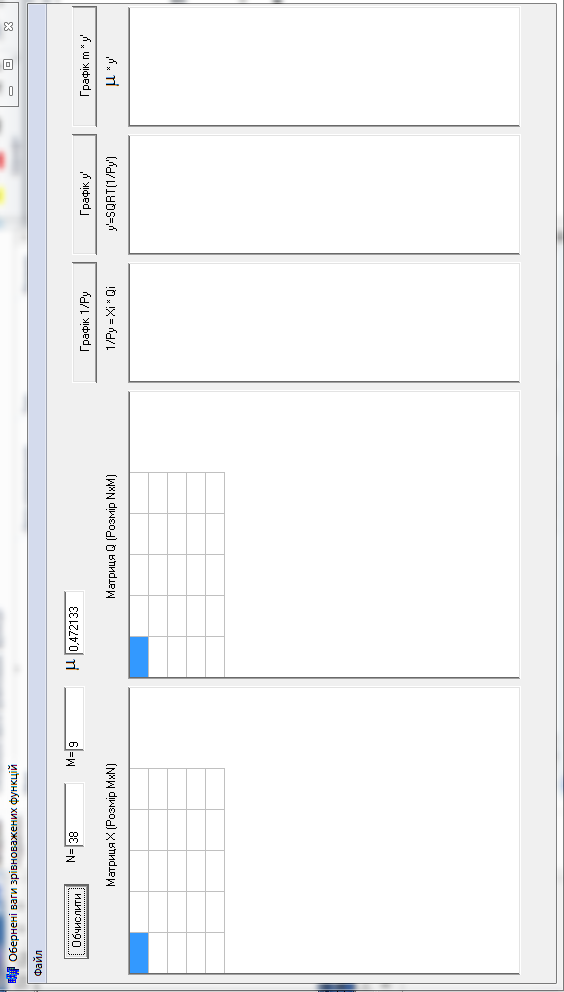 Обернені ваги зрівноважених функцій
Файл
Обчислити
N= 38
M= 9
μ 0,472133
Матриця X (Розмір MxN)
Матриця Q (Розмір NxM)
Графік 1/Py
1/Py = Xi * Qi
Графік y'
y'=SQRT(1/Py')
Графік m * y'
μ * y'